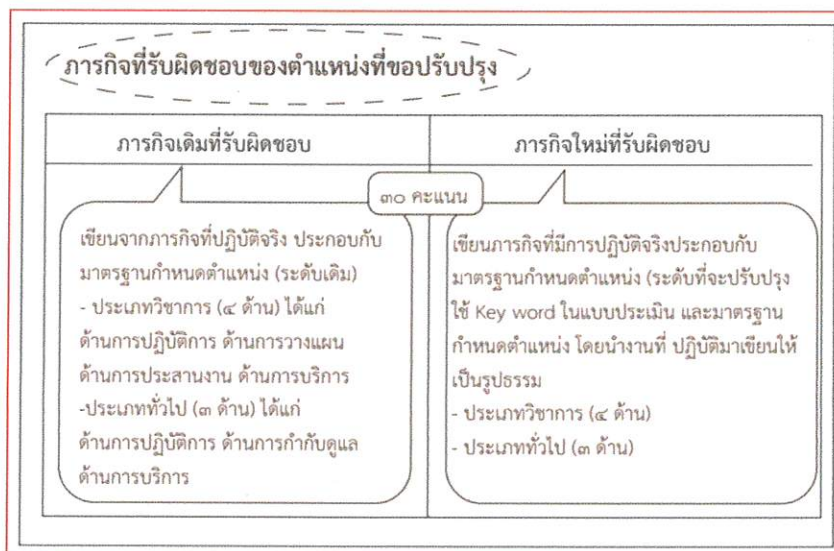 ภารกิจที่รับผิดชอบของตำแหน่งที่ขอปรับปรุง
ภารกิจเดิมที่รับผิดชอบ
ภารกิจใหม่ที่รับผิดชอบ
๓๐ คะแนน
เขียนจากภารกิจที่ปฏิบัติจริง ประกอบกับ
มาตรฐานกำหนดตำแหน่ง (ระดับเดิม)
- ประเภทวิชาการ (๔ ด้าน) ได้แก่
ด้านการปฏิบัติการ ด้านการวางแผน
ด้านการประสานงาน ด้านการบริการ
-ประเภททั่วไป (๓ ด้าน) ได้แก่
ด้านการปฏิบัติการ ด้านการกำกับดูแล
ด้านการบริการ
เขียนภารกิจที่มีการปฏิบัติจริงประกอบกับ
มาตรฐานกำหนดตำแหน่ง (ระดับที่จะปรับปรุง
ใช้ Key word ในแบบประเมิน และมาตรฐาน
กำหนดตำแหน่ง โดยนำงานที่ ปฏิบัติมาเขียนให้
เป็นรูปธรรม
- ประเภทวิชาการ (๔ ด้าน)
- ประเภททั่วไป (๓ ด้าน)